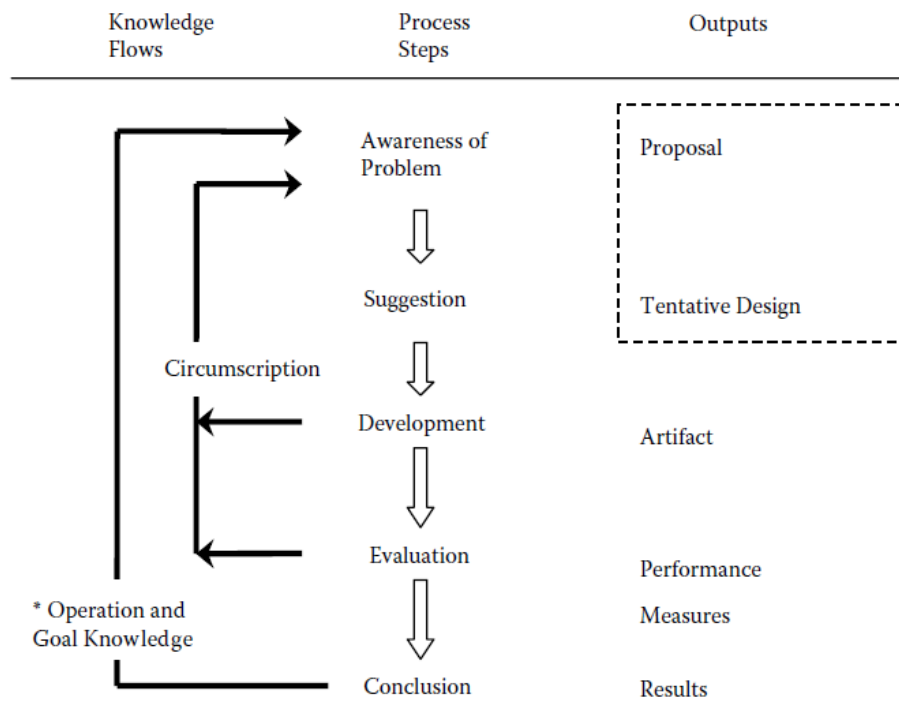 Knowledge
Flows
Process
Steps
Outputs
Awareness of
Problem
Proposal
Suggestion
Tentative Design
Circumscription
Development
Artifact
Evaluation
Performance
Measures
* Operation and
Goal Knowledge
Conclusion
Results